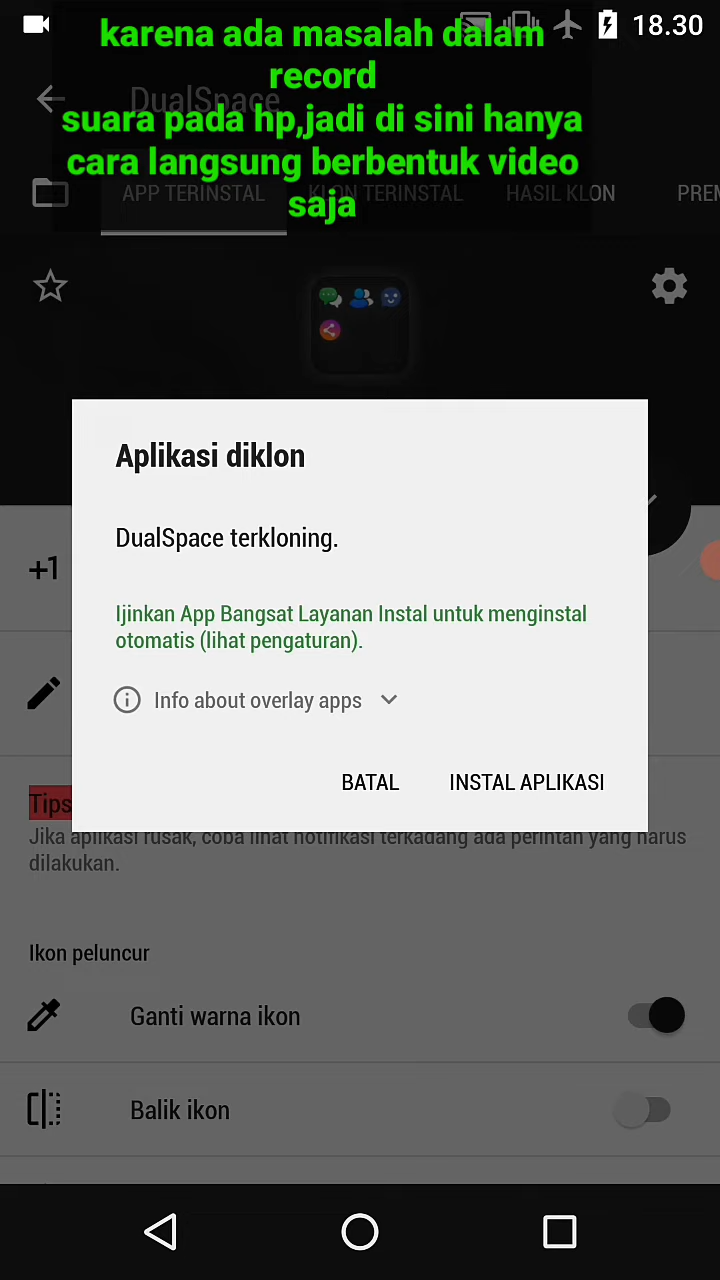 karena ada masalah dalam
18.30
record
DualSpace
suara pada hp,jadi di sini hanya
cara langsung berbentuk video
APP TERINSTAL
KLON TERINSTAL
HASIL KLON
saja
Aplikasi diklon
DualSpace terkloning.
Ijinkan App Bangsat Layanan Instal untuk menginstal
otomatis (lihat pengaturan).
+1
Info about overlay apps
BATAL
INSTAL APLIKASI
Tips
Jika aplikasi rusak, coba lihat notifikasi terkadang ada perintah yang harus
dilakukan.
Ikon peluncur
Ganti warna ikon
Balik ikon